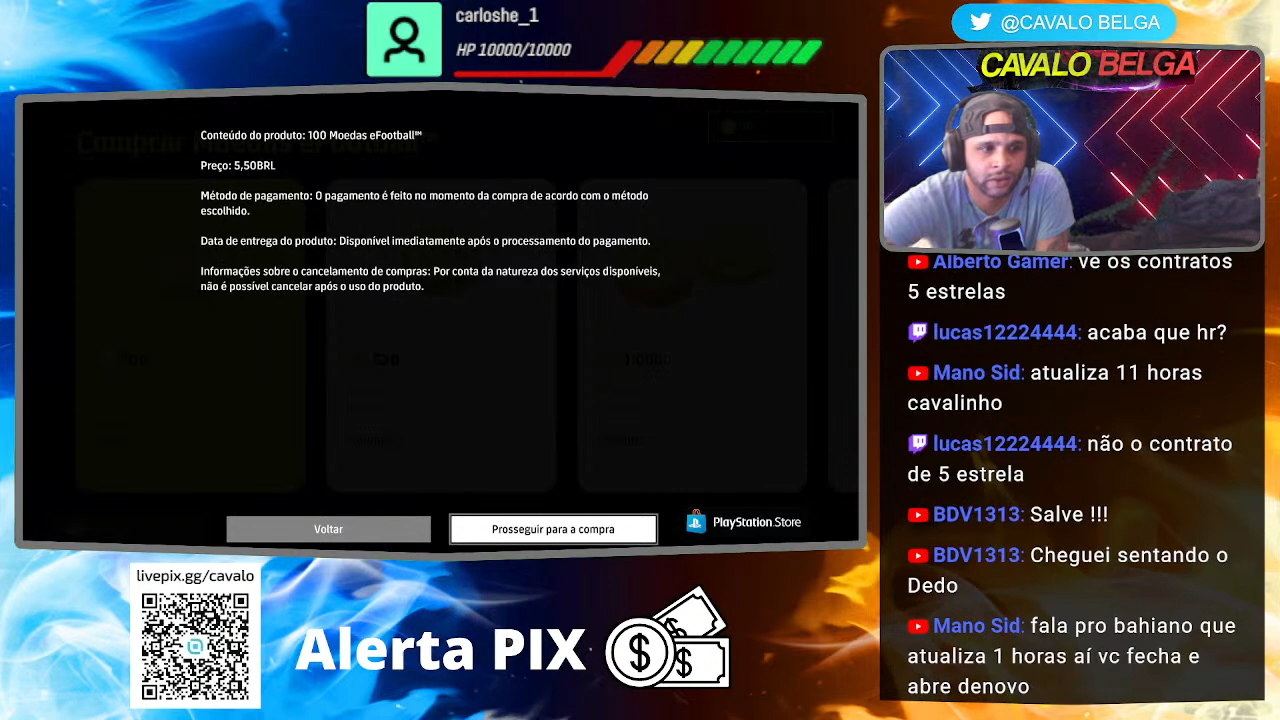 carloshe_1
HP 10000/10000
@CAVALO BELGA
CAVALO BELGA
Comprar Moedas eFootball™
Conteúdo do produto: 100 Moedas eFootball™
Preço: 5,50BRL
Método de pagamento: O pagamento é feito no momento da compra de acordo com o método
escolhido.
Data de entrega do produto: Disponível imediatamente após o processamento do pagamento.
Informações sobre o cancelamento de compras: Por conta da natureza dos serviços disponíveis,
não é possível cancelar após o uso do produto.
Voltar
Prosseguir para a compra
PlayStation.Store
livepix.gg/cavalo
Alerta PIX
Alberto Gamer: ve os contratos
5 estrelas
lucas12224444: acaba que hr?
Mano Sid: atualiza 11 horas
cavalinho
lucas12224444: não o contrato
de 5 estrela
BDV1313: Salve !!!
BDV1313: Cheguei sentando o
Dedo
Mano Sid: fala pro bahiano que
atualiza 1 horas aí vc fecha e
abre denovo